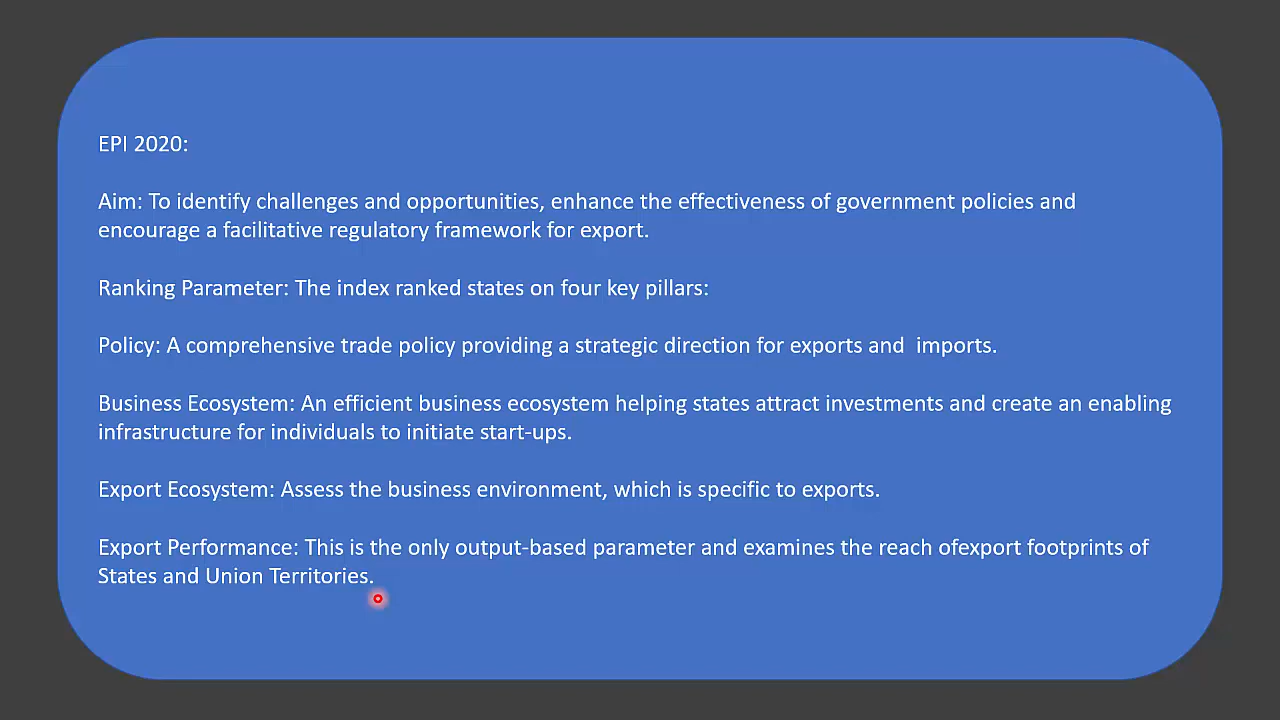 EPI 2020:
Aim: To identify challenges and opportunities, enhance the effectiveness of government policies and
encourage a facilitative regulatory framework for export.
Ranking Parameter: The index ranked states on four key pillars:
Policy: A comprehensive trade policy providing a strategic direction for exports and  imports.
Business Ecosystem: An efficient business ecosystem helping states attract investments and create an enabling
infrastructure for individuals to initiate start-ups.
Export Ecosystem: Assess the business environment, which is specific to exports.
Export Performance: This is the only output-based parameter and examines the reach ofexport footprints of
States and Union Territories.